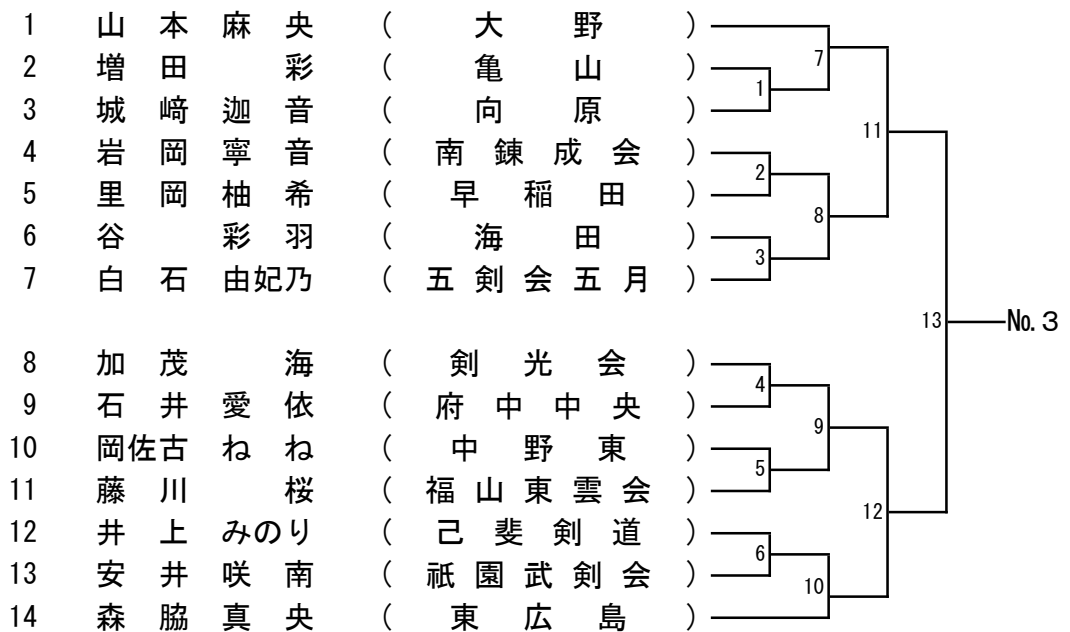 1 山本麻央 (大野)
7
2 増田 彩 (亀山)
1
3 城﨑迦音 (向原)
11
4 岩岡寧音 (南錬成会)
2
5 里岡柚希 (早稲田)
8
6 谷 彩羽 (海田)
3
7 白石由妃乃 (五剣会五月)
13 №3
8 加茂 海 (剣光会)
4
9 石井愛依 (府中中央)
9
10 岡佐古ねね (中野東)
5
11 藤川 桜 (福山東雲会)
12
12 井上みのり (己斐剣道)
6
13 安井咲南 (祇園武剣会)
10
14 森脇真央 (東広島)